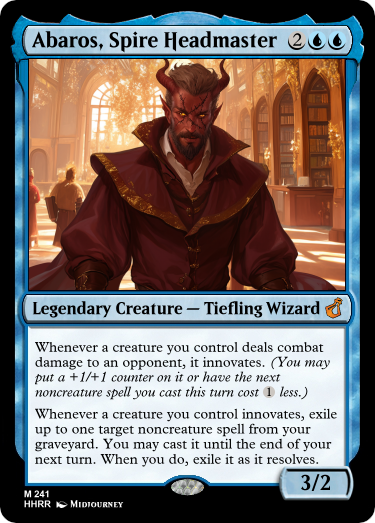 Abaros, Spire Headmaster 2
Legendary Creature — Tiefling Wizard
Whenever a creature you control deals combat
damage to an opponent, it innovates. (You may
put a +1/+1 counter on it or have the next
noncreature spell you cast this turn cost 1 less.)
Whenever a creature you control innovates, exile
up to one target noncreature spell from your
graveyard. You may cast it until the end of your
next turn. When you do, exile it as it resolves.
3/2
M 241
HHRR Midjourney